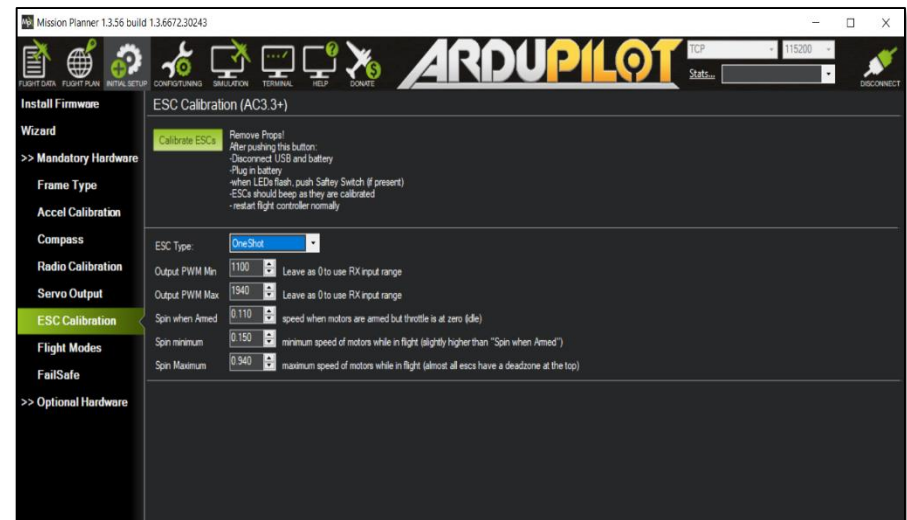 Mission Planner 1.3.56 build 1.3.6672.30243
FLIGHT DATA FLIGHT PLAN INITIAL SETUP CONFIG/TUNING SIMULATION TERMINAL HELP DONATE
ARDUPILOT
TCP 115200
Stats...
DISCONNECT
Install Firmware
Wizard
>> Mandatory Hardware
Frame Type
Accel Calibration
Compass
Radio Calibration
Servo Output
ESC Calibration
Flight Modes
FailSafe
>> Optional Hardware
ESC Calibration (AC3.3+)
Calibrate ESCs
Remove Props!
After pushing this button:
-Disconnect USB and battery
-Plug in battery
-when LEDs flash, push Saftey Switch (if present)
-ESCs should beep as they are calibrated
- restart flight controller normally
ESC Type: OneShot
Output PWM Min 1100 Leave as 0 to use RX input range
Output PWM Max 1940 Leave as 0 to use RX input range
Spin when Armed 0.110 speed when motors are armed but throttle is at zero (idle)
Spin minimum 0.150 minimum speed of motors while in flight (slightly higher than "Spin when Armed")
Spin Maximum 0.940 maximum speed of motors while in flight (almost all escs have a deadzone at the top)